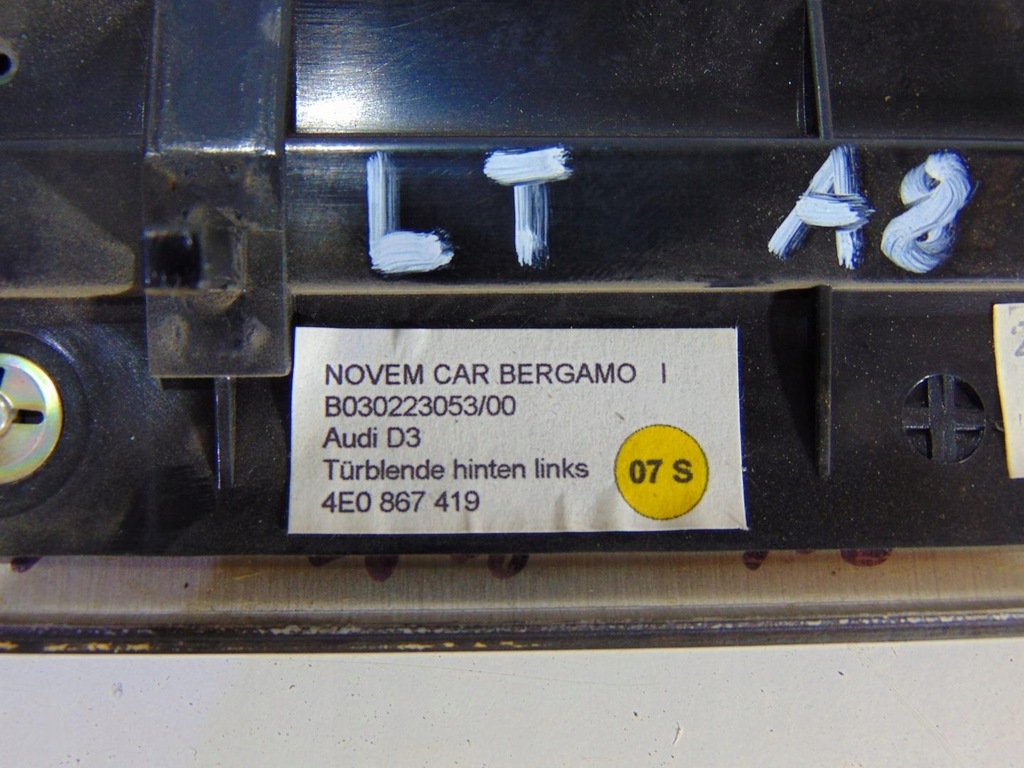 LT A8
NOVEM CAR BERGAMO I
B030223053/00
Audi D3
Türblende hinten links
4E0 867 419
07 S